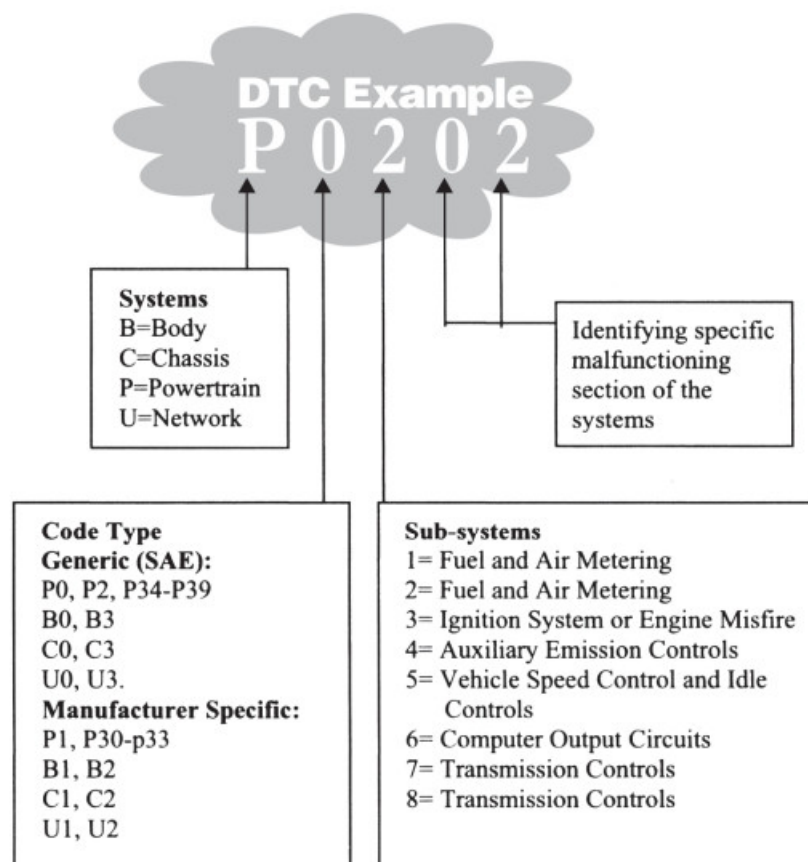 DTC Example
P 0 2 0 2
Systems
B=Body
C=Chassis
P=Powertrain
U=Network
Identifying specific
malfunctioning
section of the
systems
Code Type
Generic (SAE):
P0, P2, P34-P39
B0, B3
C0, C3
U0, U3.
Manufacturer Specific:
P1, P30-p33
B1, B2
C1, C2
U1, U2
Sub-systems
1= Fuel and Air Metering
2= Fuel and Air Metering
3= Ignition System or Engine Misfire
4= Auxiliary Emission Controls
5= Vehicle Speed Control and Idle
Controls
6= Computer Output Circuits
7= Transmission Controls
8= Transmission Controls